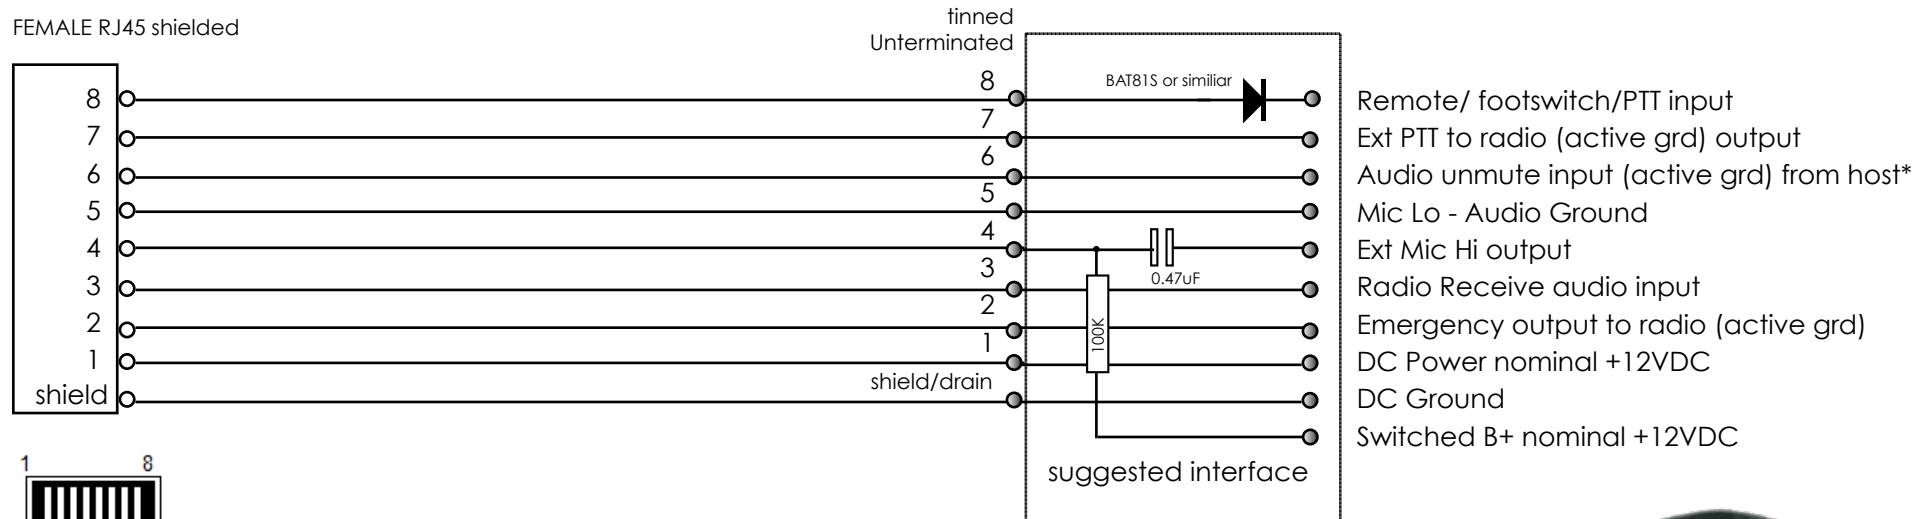 FEMALE RJ45 shielded
tinned
Unterminated
8
7
6
5
4
3
2
1
shield
8
7
6
5
4
3
2
1
shield/drain
BAT81S or similiar
0.47uF
100K
suggested interface
Remote/ footswitch/PTT input
Ext PTT to radio (active grd) output
Audio unmute input (active grd) from host*
Mic Lo - Audio Ground
Ext Mic Hi output
Radio Receive audio input
Emergency output to radio (active grd)
DC Power nominal +12VDC
DC Ground
Switched B+ nominal +12VDC
1 8